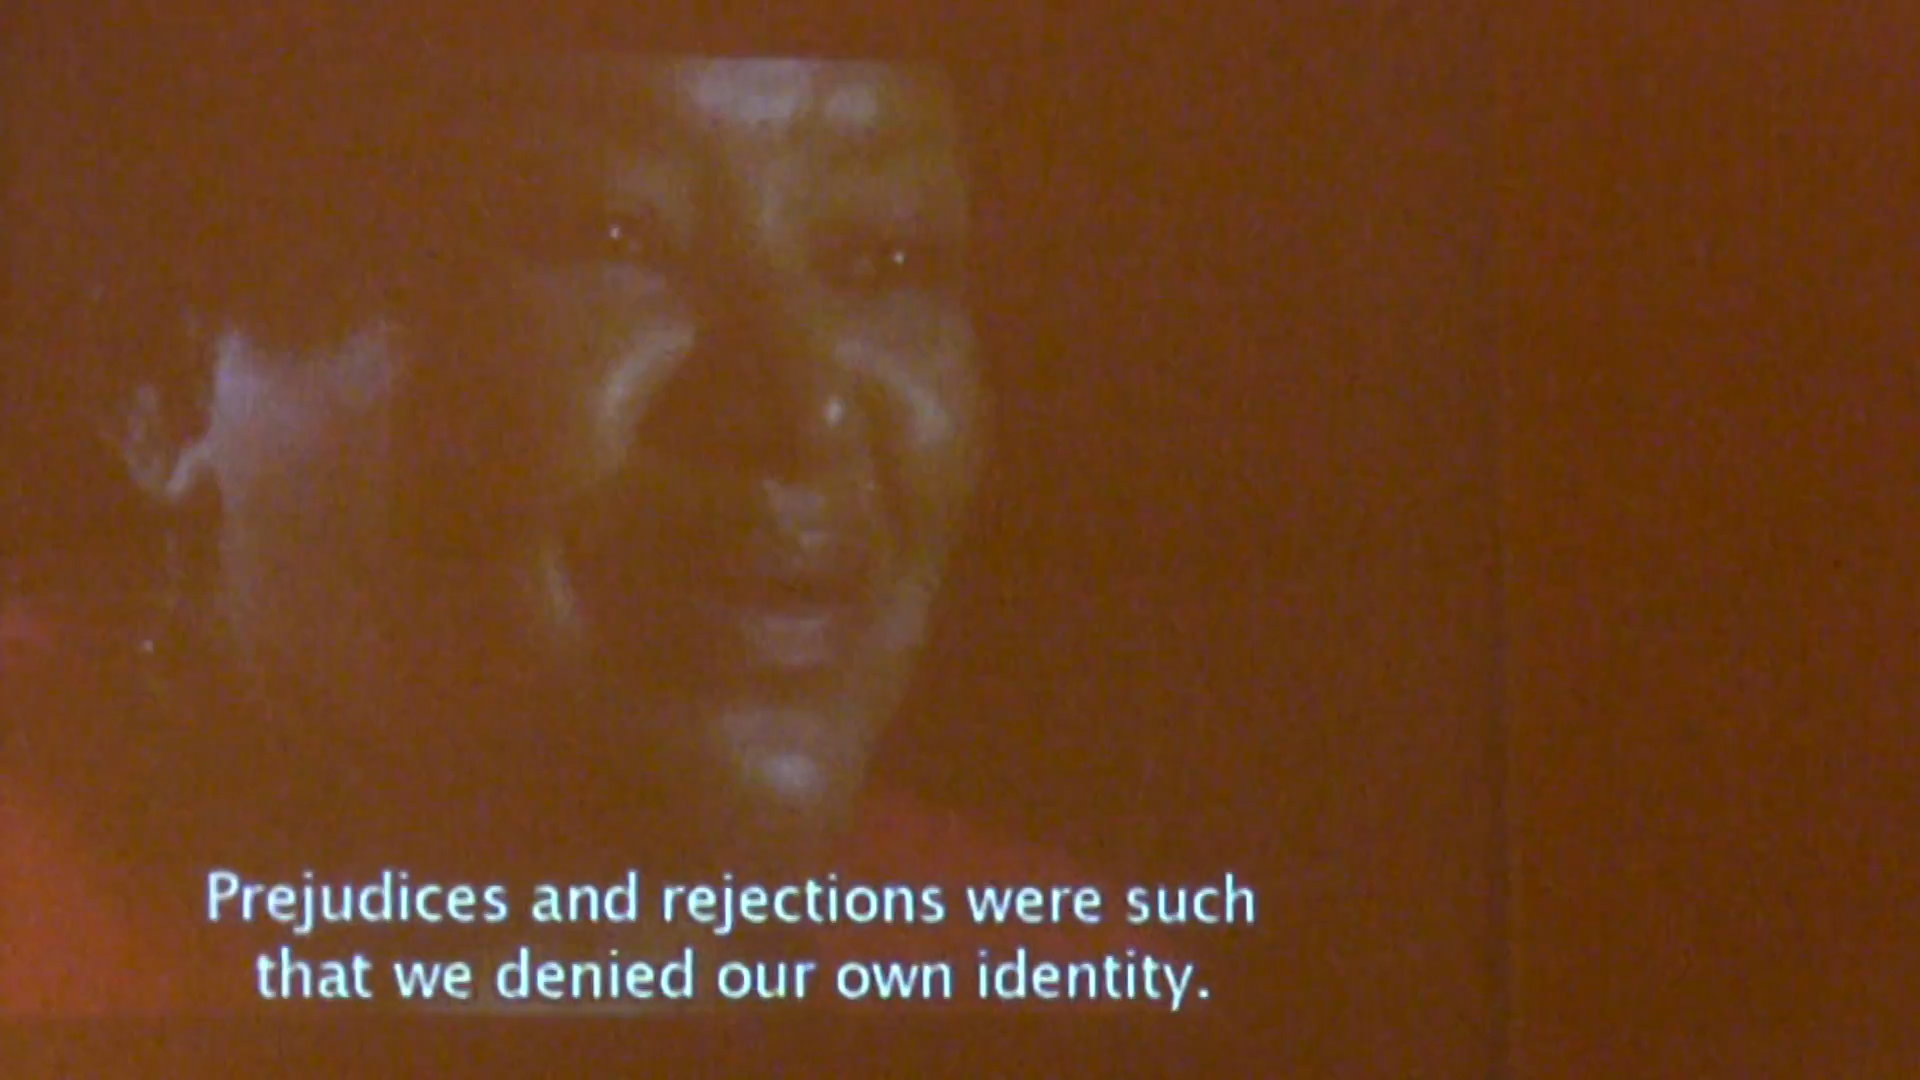 Prejudices and rejections were such
that we denied our own identity.